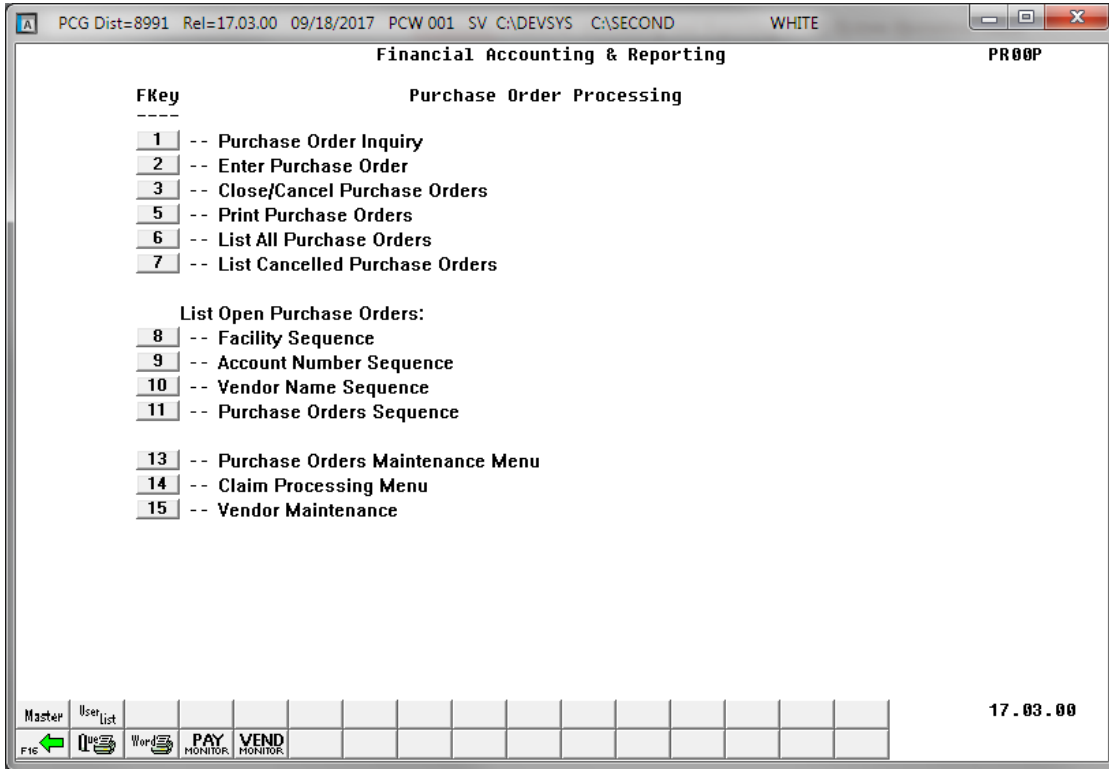 A PCG Dist=8991 Rel=17.03.00 09/18/2017 PCW 001 SV C:\DEVSYS C:\SECOND WHITE
Financial Accounting & Reporting PR00P
FKey Purchase Order Processing
----
1 -- Purchase Order Inquiry
2 -- Enter Purchase Order
3 -- Close/Cancel Purchase Orders
5 -- Print Purchase Orders
6 -- List All Purchase Orders
7 -- List Cancelled Purchase Orders
List Open Purchase Orders:
8 -- Facility Sequence
9 -- Account Number Sequence
10 -- Vendor Name Sequence
11 -- Purchase Orders Sequence
13 -- Purchase Orders Maintenance Menu
14 -- Claim Processing Menu
15 -- Vendor Maintenance
Master User List 17.03.00
F16 Que Word PAY MONITOR VEND MONITOR